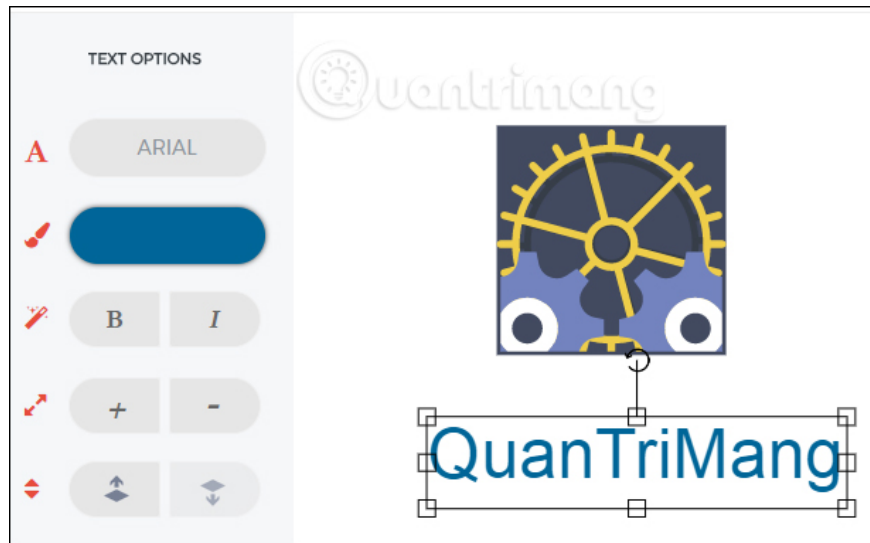 TEXT OPTIONS
Quantrimang
A
ARIAL
B I
+ -
QuanTriMang